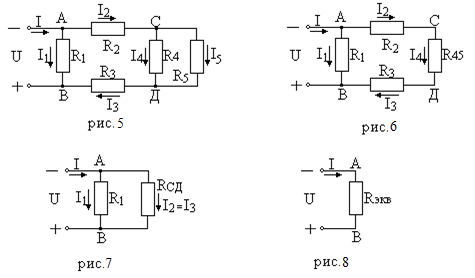 I A I₂ C
−
U I₁ R₁ R₂ I₄ R₄ I₅
R₃ R₅
+
B I₃ Д
рис.5
I A I₂ C
−
U I₁ R₁ R₂ I₄ R₄₅
R₃
+
B I₃ Д
рис.6
− I A
U I₁ R₁ RСД
I₂=I₃
+
B
рис.7
− I A
U Rэкв
+
B
рис.8